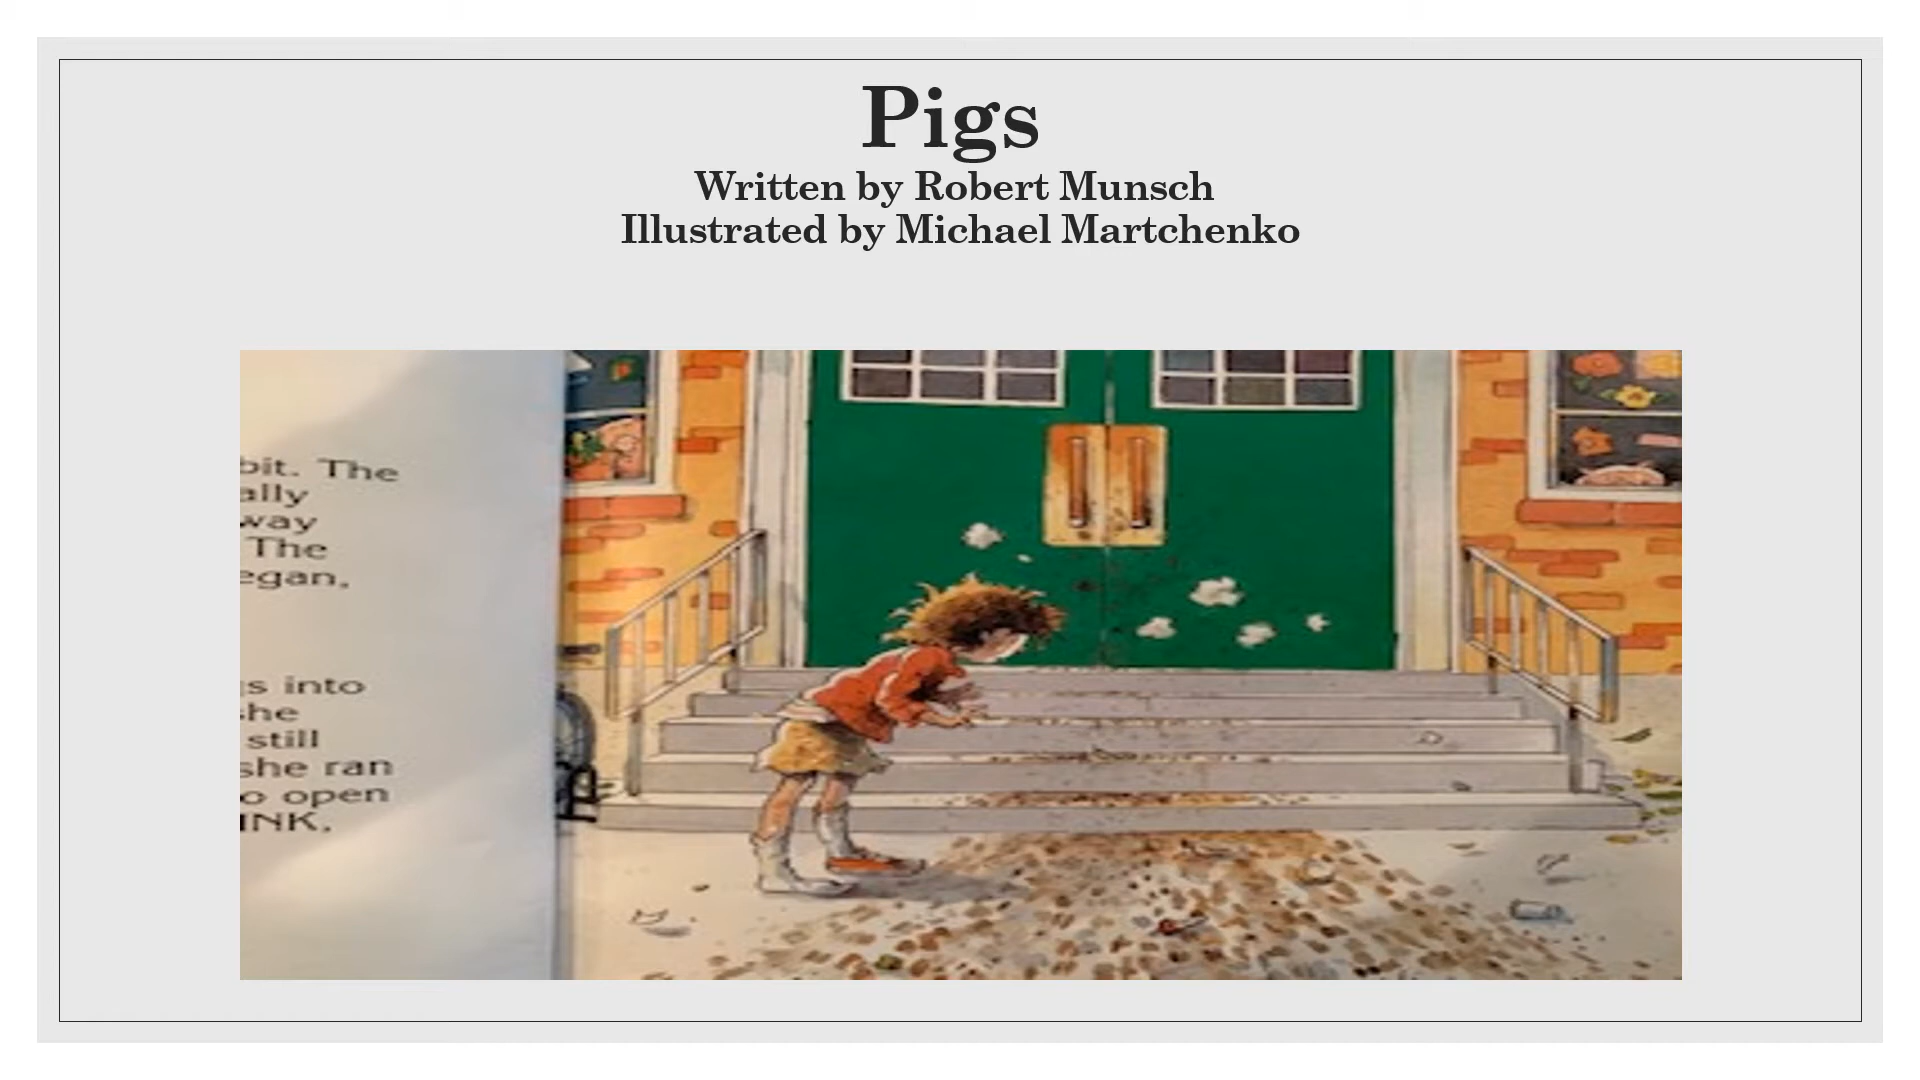 Pigs
Written by Robert Munsch
Illustrated by Michael Martchenko
bit. The
ally
way
The
egan,
s into
she
still
she ran
o open
INK,